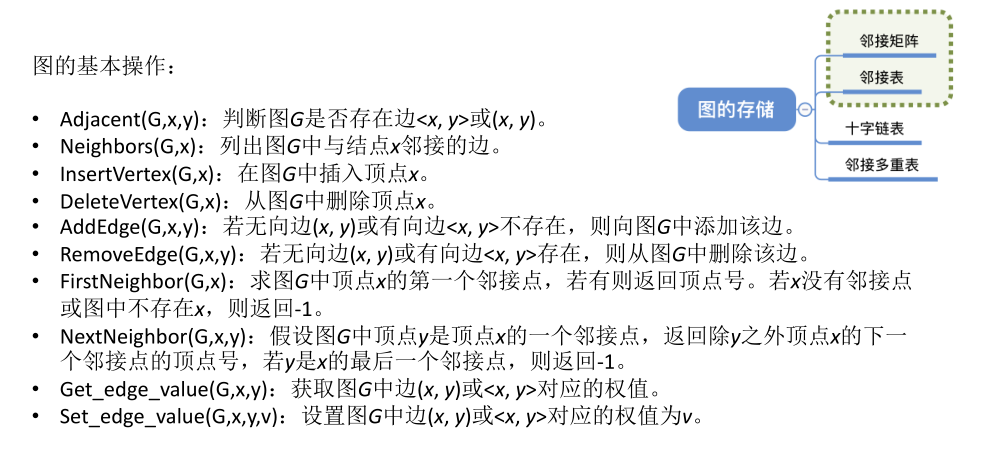 图的基本操作：
• Adjacent(G,x,y)：判断图G是否存在边<x, y>或(x, y)。
• Neighbors(G,x)：列出图G中与结点x邻接的边。
• InsertVertex(G,x)：在图G中插入顶点x。
• DeleteVertex(G,x)：从图G中删除顶点x。
• AddEdge(G,x,y)：若无向边(x, y)或有向边<x, y>不存在，则向图G中添加该边。
• RemoveEdge(G,x,y)：若无向边(x, y)或有向边<x, y>存在，则从图G中删除该边。
• FirstNeighbor(G,x)：求图G中顶点x的第一个邻接点，若有则返回顶点号。若x没有邻接点
或图中不存在x，则返回-1。
• NextNeighbor(G,x,y)：假设图G中顶点y是顶点x的一个邻接点，返回除y之外顶点x的下一
个邻接点的顶点号，若y是x的最后一个邻接点，则返回-1。
• Get_edge_value(G,x,y)：获取图G中边(x, y)或<x, y>对应的权值。
• Set_edge_value(G,x,y,v)：设置图G中边(x, y)或<x, y>对应的权值为v。
图的存储
邻接矩阵
邻接表
十字链表
邻接多重表